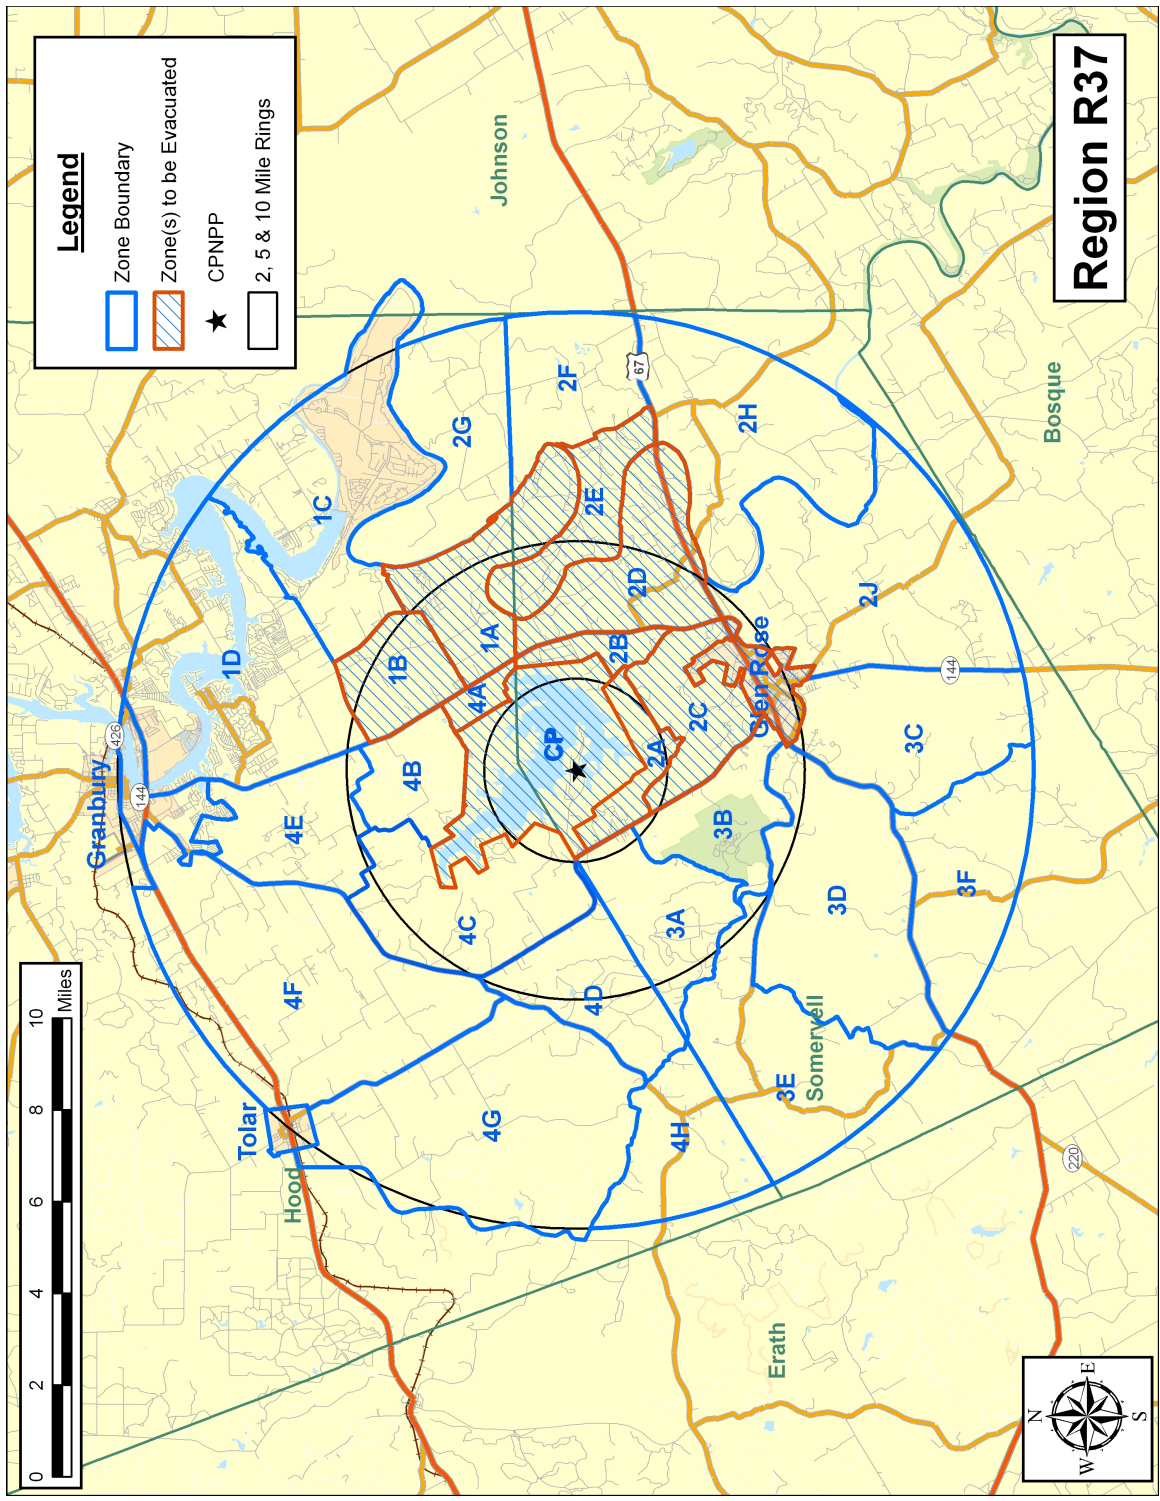 Legend
Zone Boundary
Zone(s) to be Evacuated
CPNPP
2, 5 & 10 Mile Rings
Region R37
0 2 4 6 8 10
Miles
N
W E
S
Granbury
Tolar
Glen Rose
Hood
Johnson
Somervell
Bosque
Erath
426
144
67
144
220
CP
1A
1B
1C
1D
2A
2B
2C
2D
2E
2F
2G
2H
2J
3A
3B
3C
3D
3E
3F
4A
4B
4C
4D
4E
4F
4G
4H